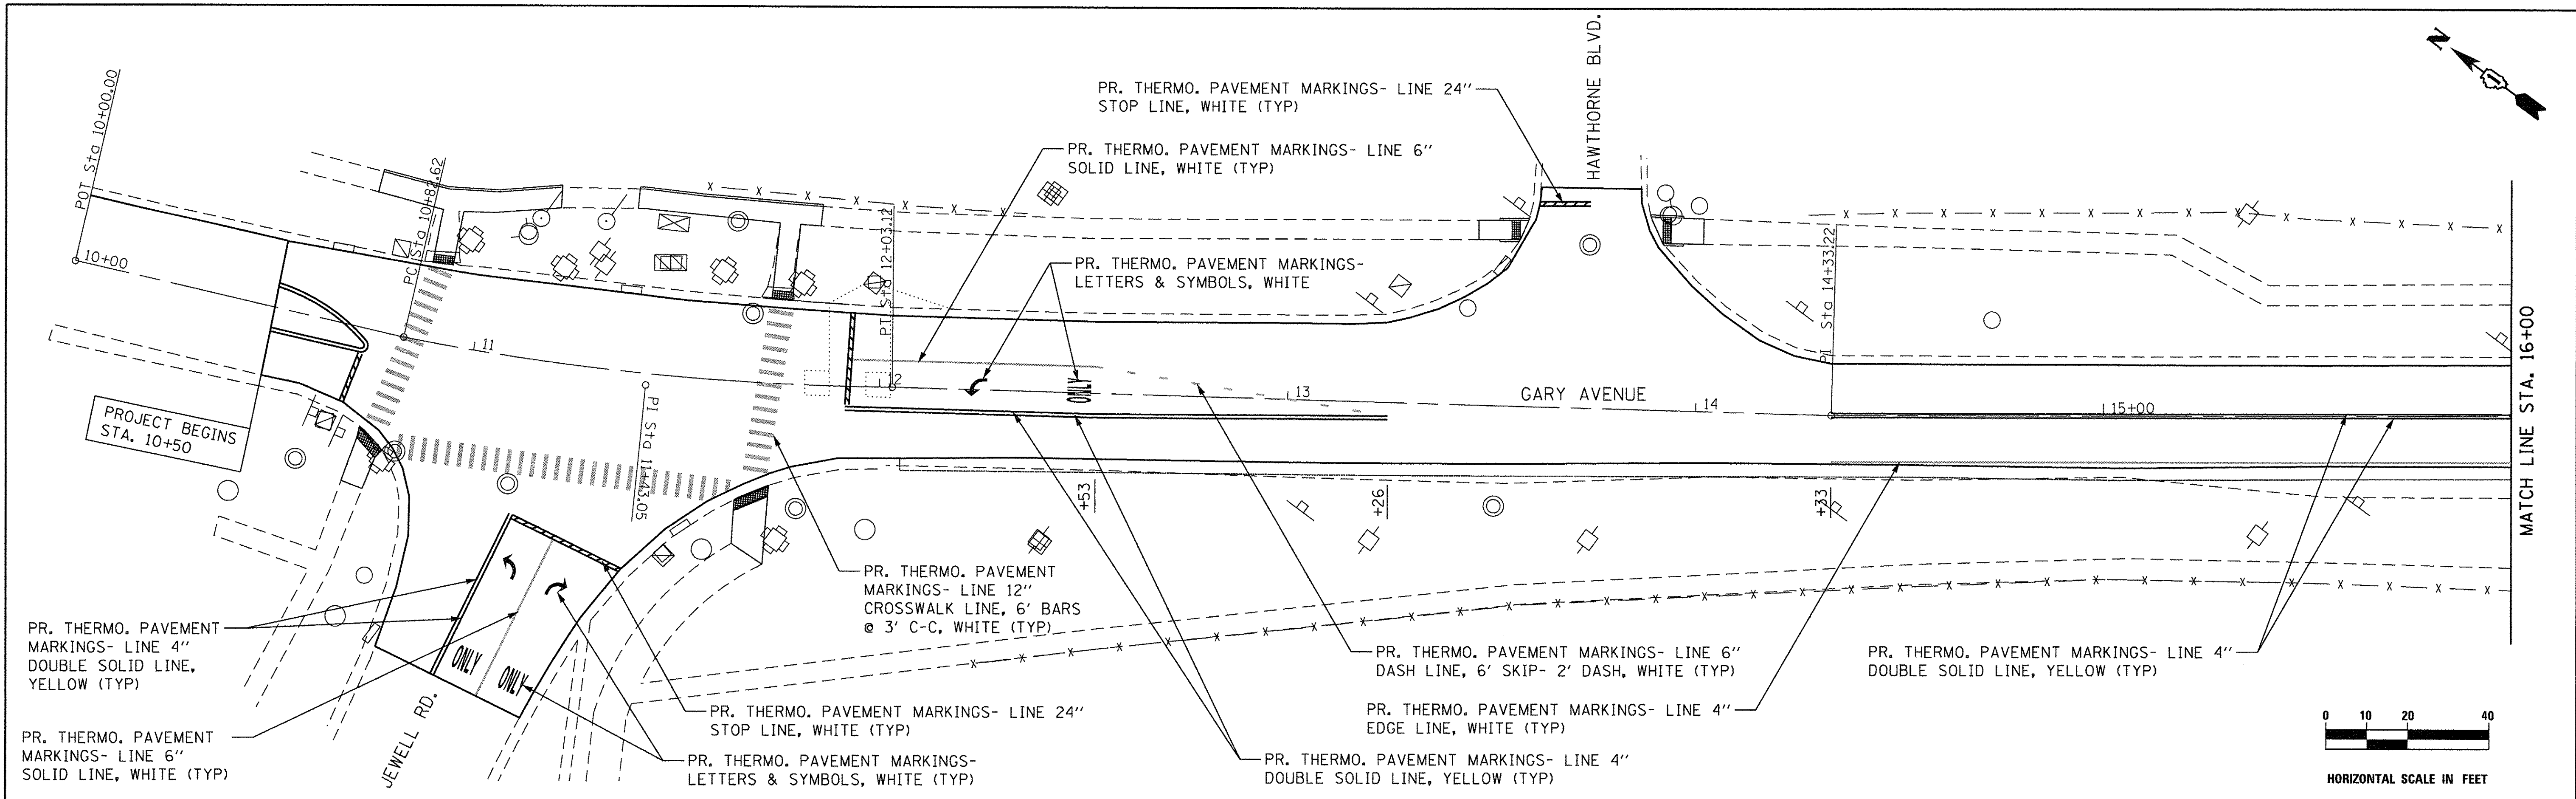 N
HAWTHORNE BLVD.
PR. THERMO. PAVEMENT MARKINGS- LINE 24"
STOP LINE, WHITE (TYP)
PR. THERMO. PAVEMENT MARKINGS- LINE 6"
SOLID LINE, WHITE (TYP)
PR. THERMO. PAVEMENT MARKINGS-
LETTERS & SYMBOLS, WHITE
POT Sta 10+00.00
PC Sta 10+82.62
PT Sta 12+03.12
PI Sta 11+43.05
PI Sta 14+33.22
10+00
11
12
13
14
15+00
ONLY
GARY AVENUE
MATCH LINE STA. 16+00
PROJECT BEGINS
STA. 10+50
+53
+26
+33
PR. THERMO. PAVEMENT
MARKINGS- LINE 12"
CROSSWALK LINE, 6' BARS
@ 3' C-C, WHITE (TYP)
PR. THERMO. PAVEMENT
MARKINGS- LINE 4"
DOUBLE SOLID LINE,
YELLOW (TYP)
ONLY
ONLY
JEWELL RD.
PR. THERMO. PAVEMENT
MARKINGS- LINE 6"
SOLID LINE, WHITE (TYP)
PR. THERMO. PAVEMENT MARKINGS- LINE 24"
STOP LINE, WHITE (TYP)
PR. THERMO. PAVEMENT MARKINGS-
LETTERS & SYMBOLS, WHITE (TYP)
PR. THERMO. PAVEMENT MARKINGS- LINE 6"
DASH LINE, 6' SKIP- 2' DASH, WHITE (TYP)
PR. THERMO. PAVEMENT MARKINGS- LINE 4"
EDGE LINE, WHITE (TYP)
PR. THERMO. PAVEMENT MARKINGS- LINE 4"
DOUBLE SOLID LINE, YELLOW (TYP)
PR. THERMO. PAVEMENT MARKINGS- LINE 4"
DOUBLE SOLID LINE, YELLOW (TYP)
0 10 20 40
HORIZONTAL SCALE IN FEET